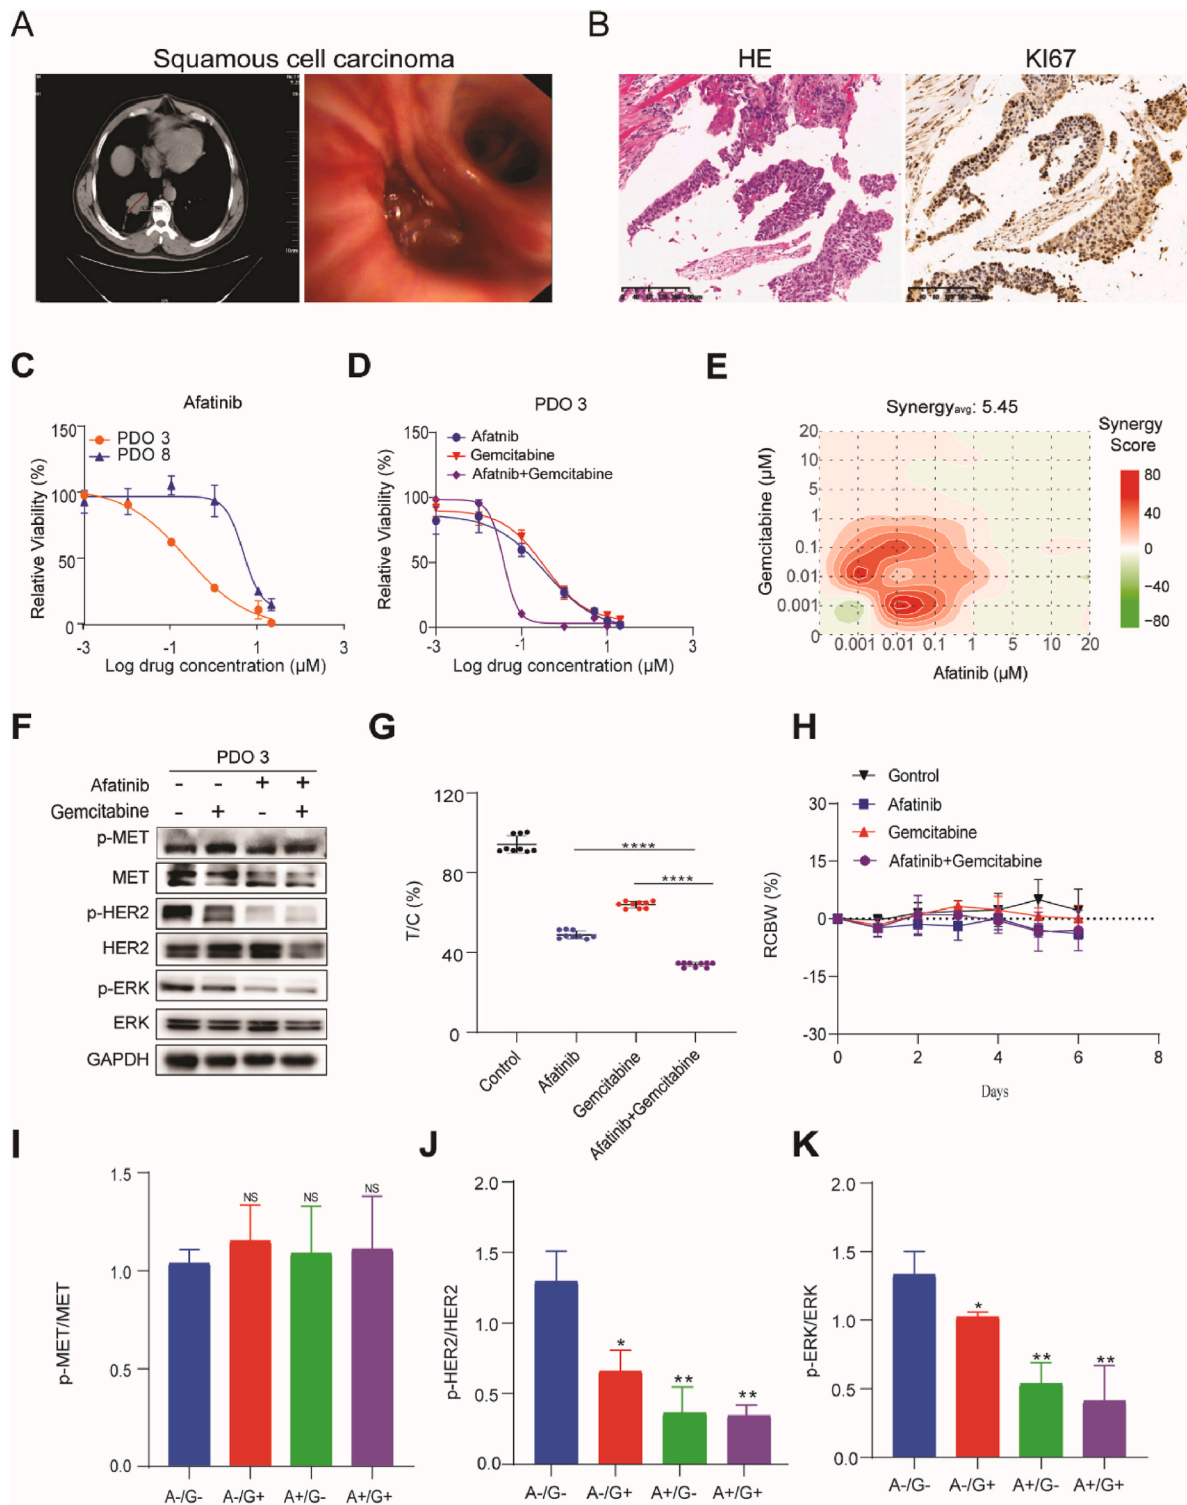 A
Squamous cell carcinoma
B
HE
KI67
C
Afatinib
150
100
50
0
PDO 3
PDO 8
Relative Viability (%)
-3
-1
1
3
Log drug concentration (μM)
D
PDO 3
150
100
50
0
Afatnib
Gemcitabine
Afatnib+Gemcitabine
Relative Viability (%)
-3
-1
1
3
Log drug concentration (μM)
E
Synergyavg: 5.45
Gemcitabine (μM)
20
10
5
1
0.1
0.01
0.001
0
0.001
0.01
0.1
1
5
10
20
Afatinib (μM)
Synergy
Score
80
40
0
−40
−80
F
PDO 3
Afatinib - - + +
Gemcitabine - + - +
p-MET
MET
p-HER2
HER2
p-ERK
ERK
GAPDH
G
T/C (%)
120
80
40
0
****
****
Control
Afatinib
Gemcitabine
Afatinib+Gemcitabine
H
Gontrol
Afatinib
Gemcitabine
Afatinib+Gemcitabine
RCBW (%)
30
15
0
-15
-30
0
2
4
6
8
Days
I
p-MET/MET
1.5
1.0
0.5
0.0
NS
NS
NS
A-/G-
A-/G+
A+/G-
A+/G+
J
p-HER2/HER2
2.0
1.5
1.0
0.5
0.0
*
**
**
A-/G-
A-/G+
A+/G-
A+/G+
K
p-ERK/ERK
2.0
1.5
1.0
0.5
0.0
*
**
**
A-/G-
A-/G+
A+/G-
A+/G+